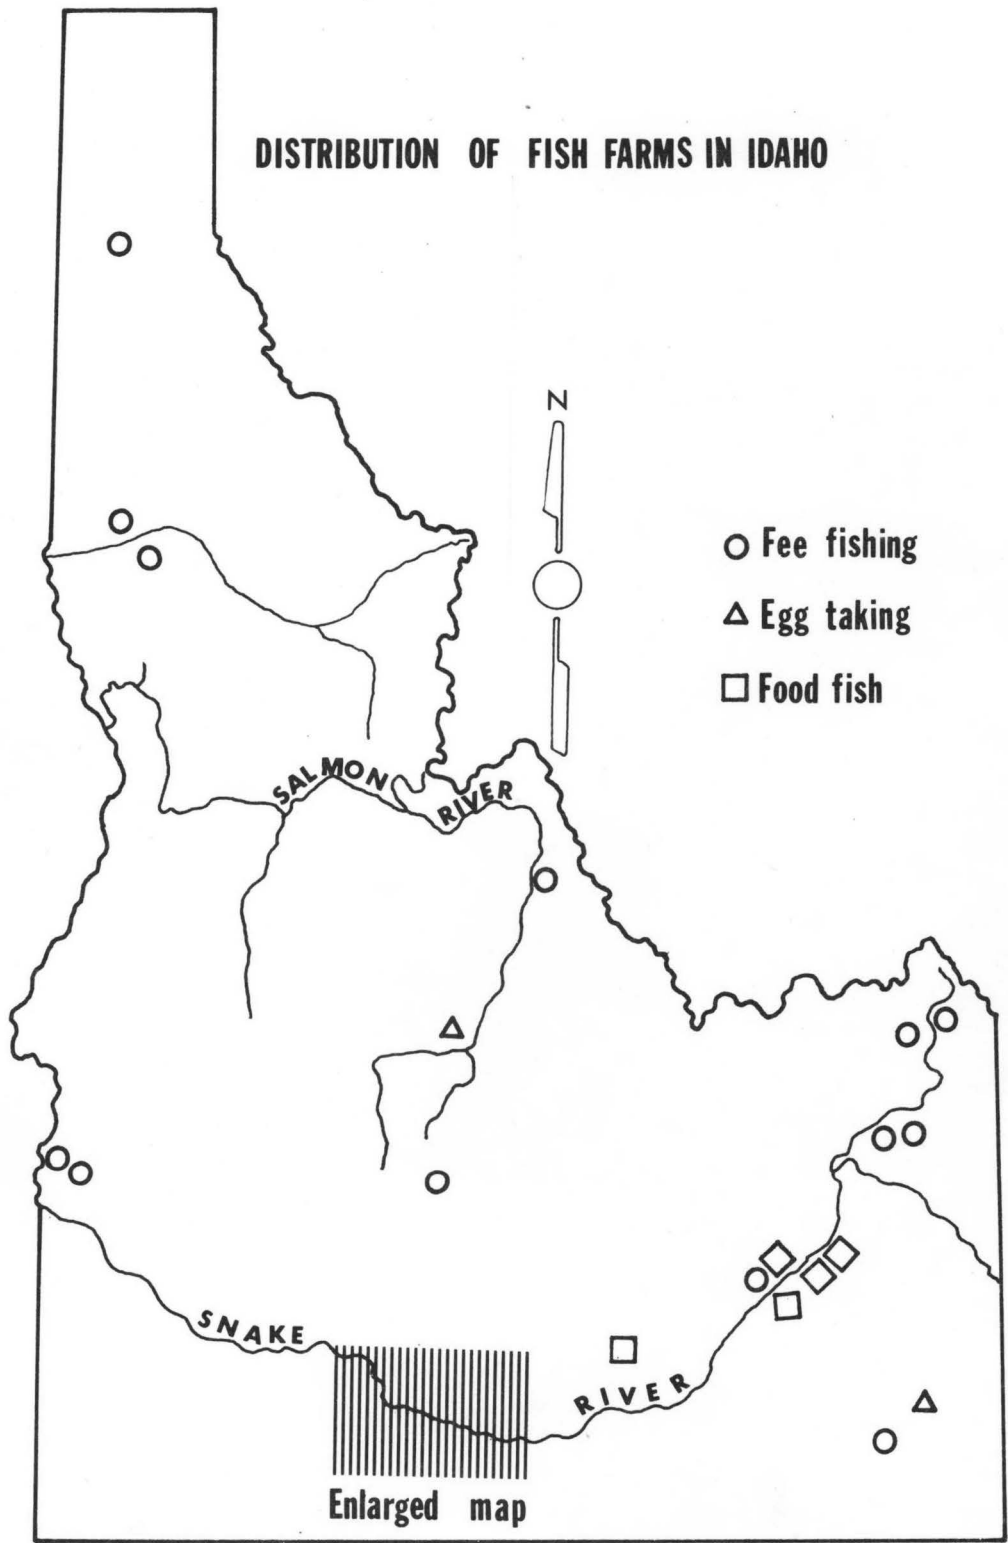 DISTRIBUTION OF FISH FARMS IN IDAHO
N
Fee fishing
Egg taking
Food fish
SALMON
RIVER
SNAKE
RIVER
Enlarged map